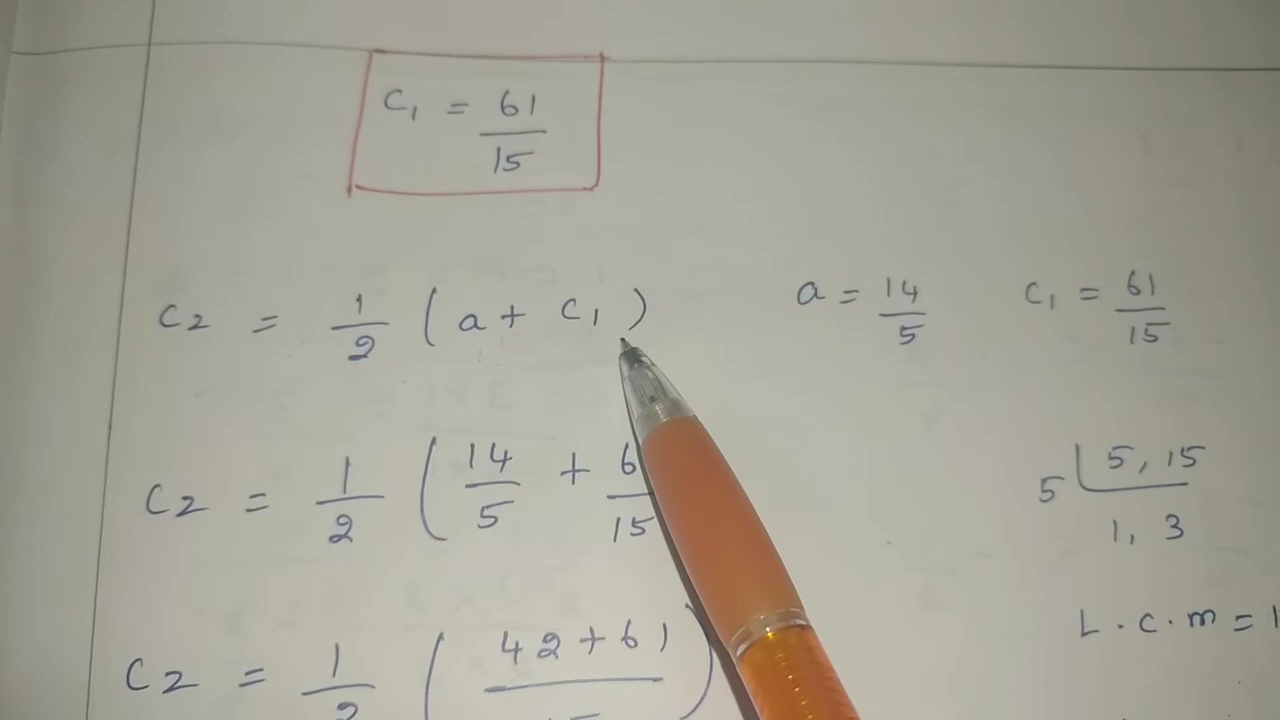 C₁ = 61/15
C₂ = 1/2 ( a + C₁ )    a = 14/5    C₁ = 61/15
C₂ = 1/2 ( 14/5 + 6 /15    5 | 5, 15
1, 3
L.C.m =
C₂ = 1/2 ( 42 + 61 )